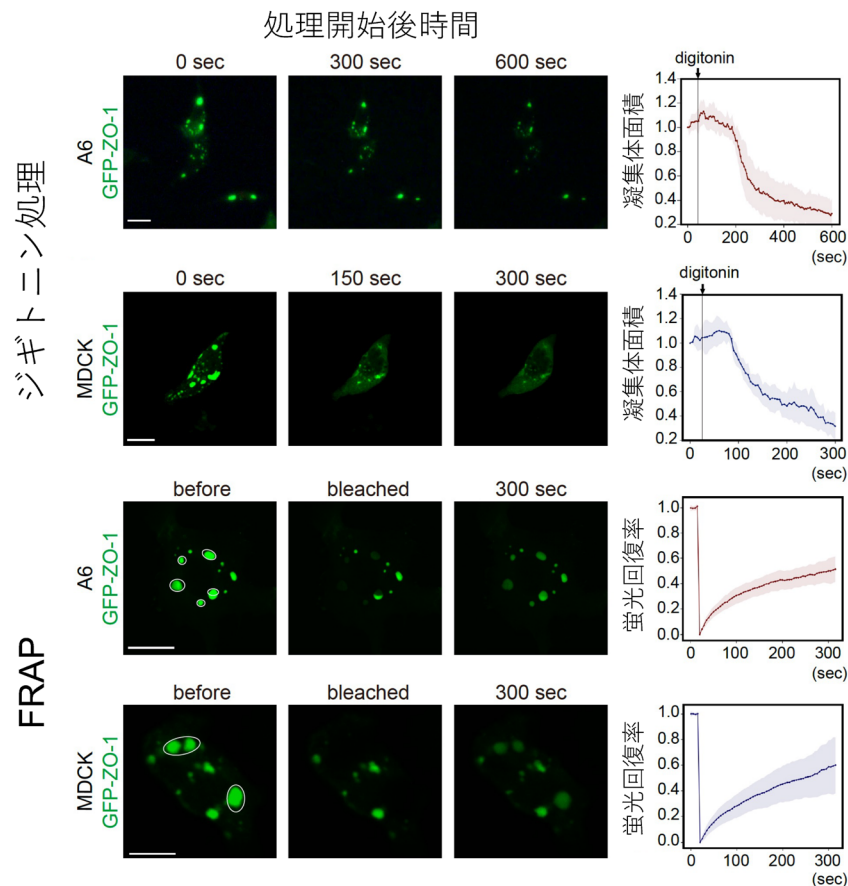 処理開始後時間
ジギトニン処理
A6
GFP-ZO-1
0 sec
300 sec
600 sec
digitonin
凝集体面積
1.4
1.2
1.0
0.8
0.6
0.4
0.2
0
200
400
600
(sec)
MDCK
GFP-ZO-1
0 sec
150 sec
300 sec
digitonin
凝集体面積
1.4
1.2
1.0
0.8
0.6
0.4
0.2
0
100
200
300
(sec)
FRAP
A6
GFP-ZO-1
before
bleached
300 sec
蛍光回復率
1.0
0.8
0.6
0.4
0.2
0.0
0
100
200
300
(sec)
MDCK
GFP-ZO-1
before
bleached
300 sec
蛍光回復率
1.0
0.8
0.6
0.4
0.2
0.0
0
100
200
300
(sec)